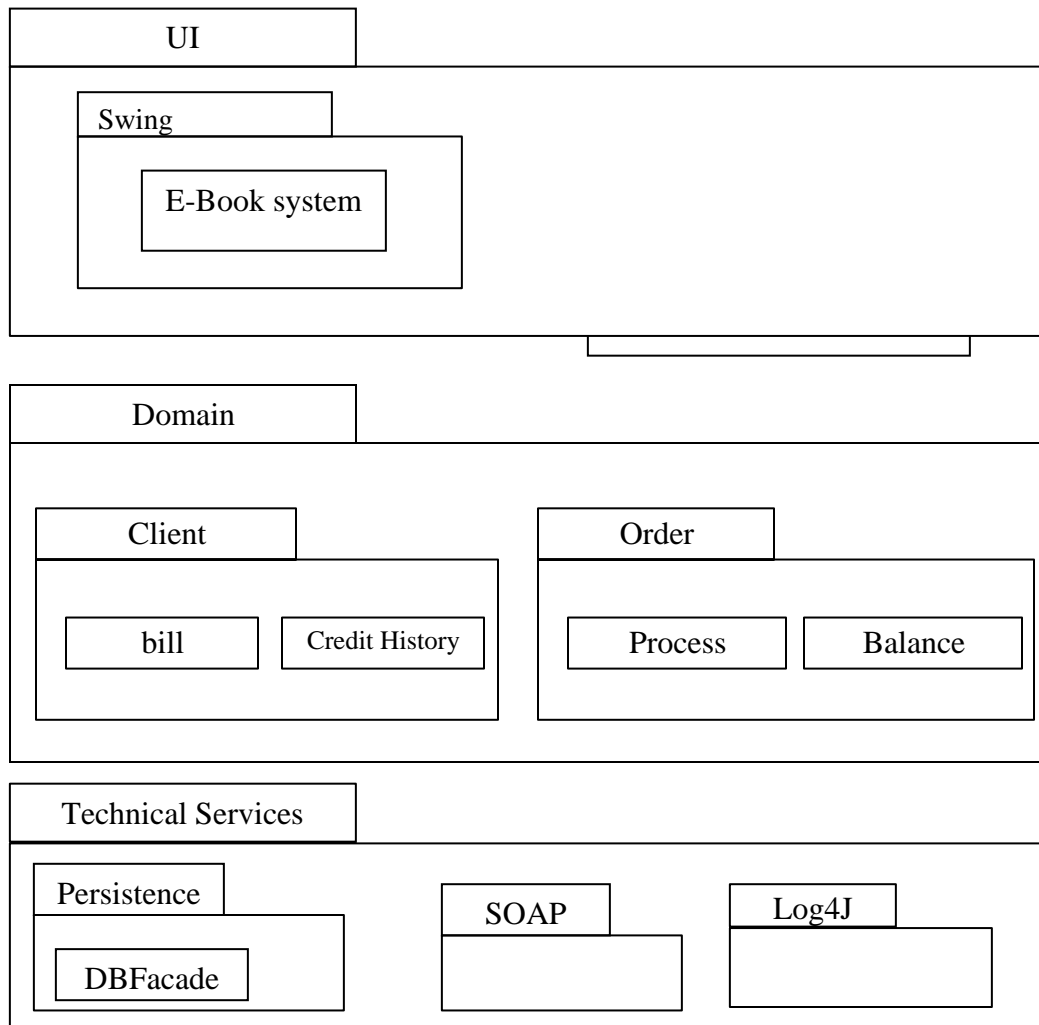 UI
Swing
E-Book system
Domain
Client
Order
bill
Credit History
Process
Balance
Technical Services
Persistence
SOAP
Log4J
DBFacade